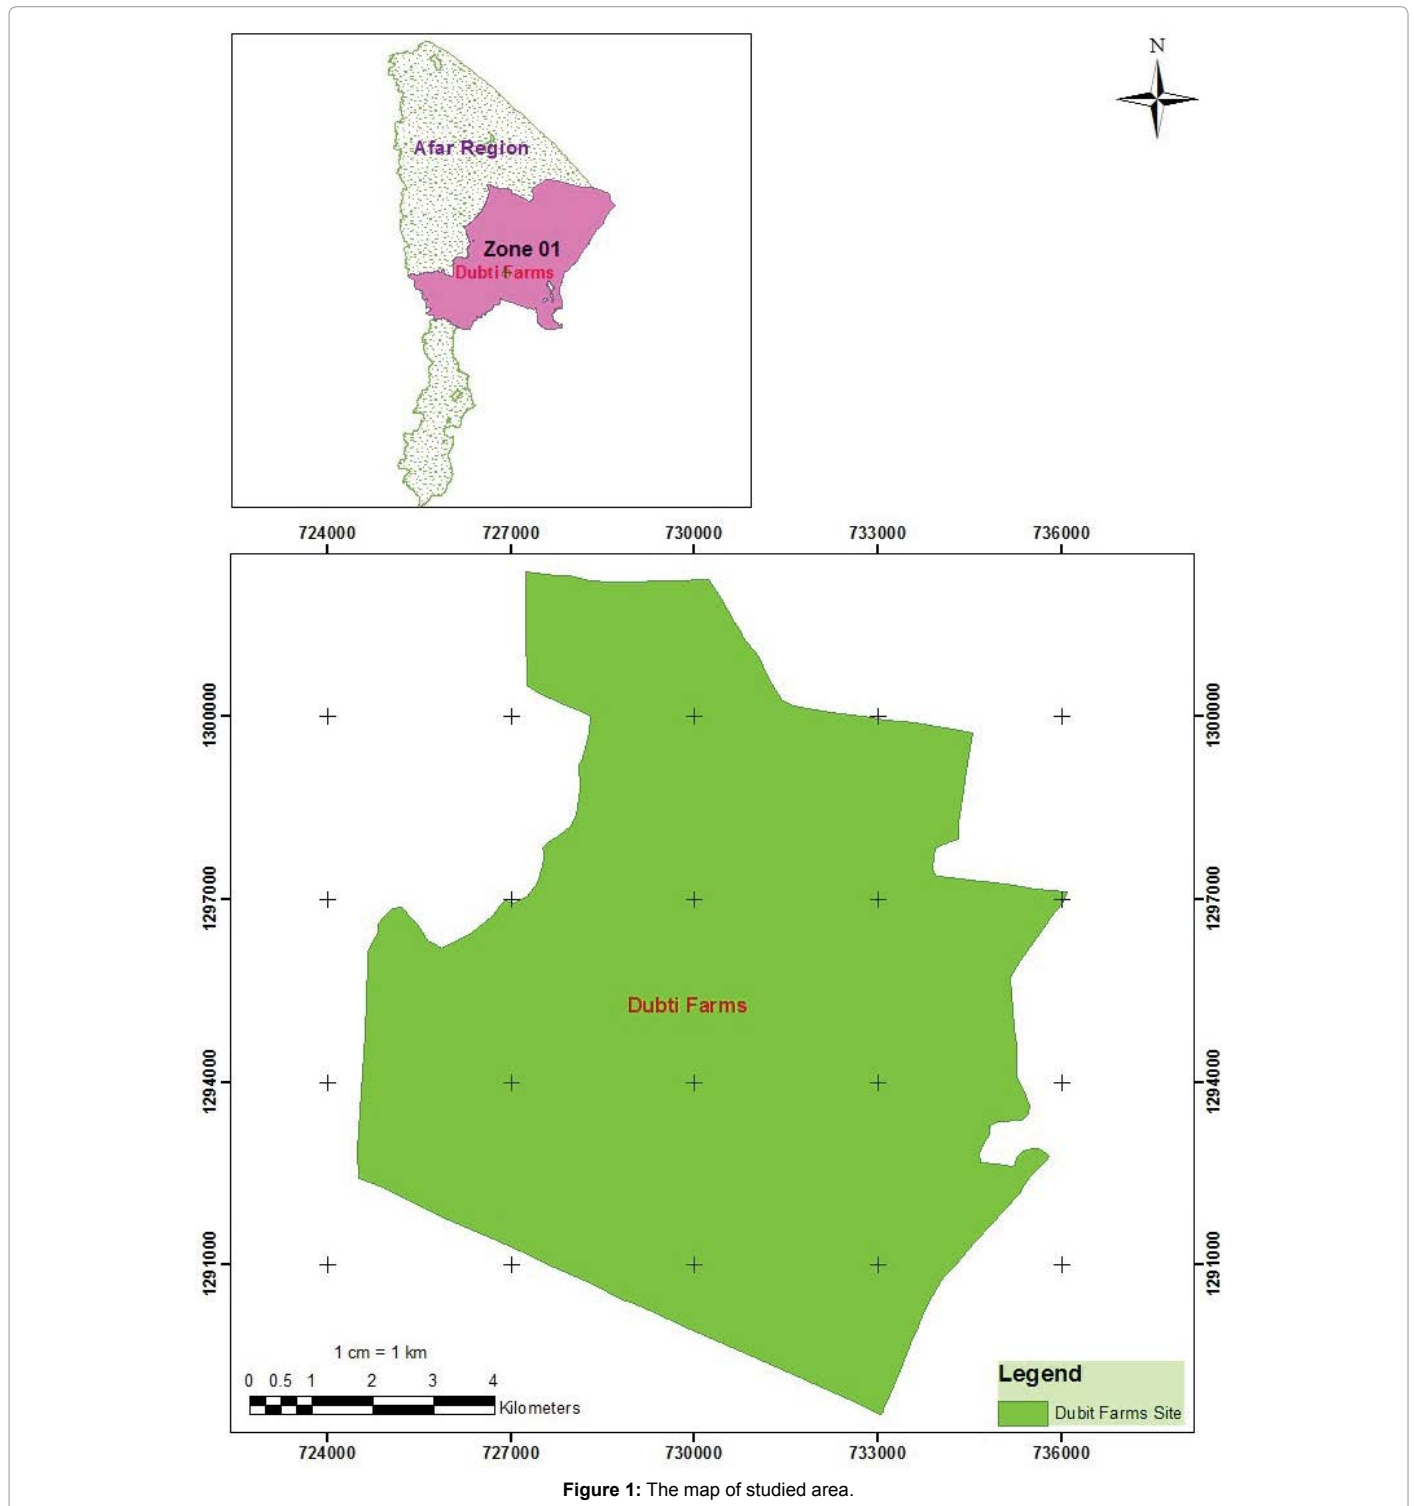 N
Afar Region
Zone 01
Dubti Farms
724000 727000 730000 733000 736000
1300000 1300000
1297000 1297000
Dubti Farms
1294000 1294000
1291000 1291000
1 cm = 1 km
0 0.5 1 2 3 4
Kilometers
Legend
Dubit Farms Site
724000 727000 730000 733000 736000
Figure 1: The map of studied area.